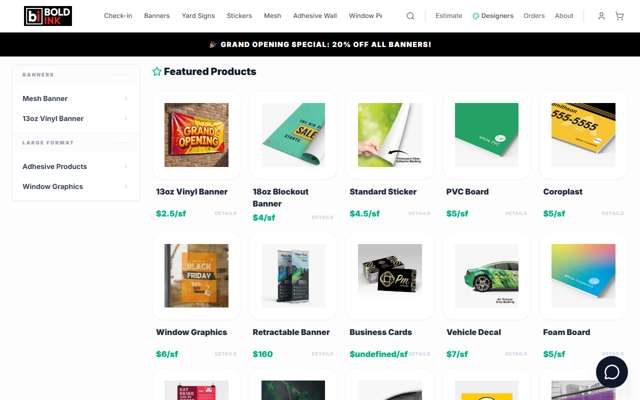 bi BOLD INK
Check-in Banners Yard Signs Stickers Mesh Adhesive Wall Window Pe Estimate Designers Orders About
🎉 GRAND OPENING SPECIAL: 20% OFF ALL BANNERS!
BANNERS
Mesh Banner
13oz Vinyl Banner
LARGE FORMAT
Adhesive Products
Window Graphics
Featured Products
GRAND OPENING
SALE
555-5555
13oz Vinyl Banner
$2.5/sf DETAILS
18oz Blockout Banner
$4/sf DETAILS
Standard Sticker
$4.5/sf DETAILS
PVC Board
$5/sf DETAILS
Coroplast
$5/sf DETAILS
BLACK FRIDAY
Window Graphics
$6/sf DETAILS
Retractable Banner
$160 DETAILS
Business Cards
$undefined/sf DETAILS
Vehicle Decal
$7/sf DETAILS
Foam Board
$5/sf DETAILS